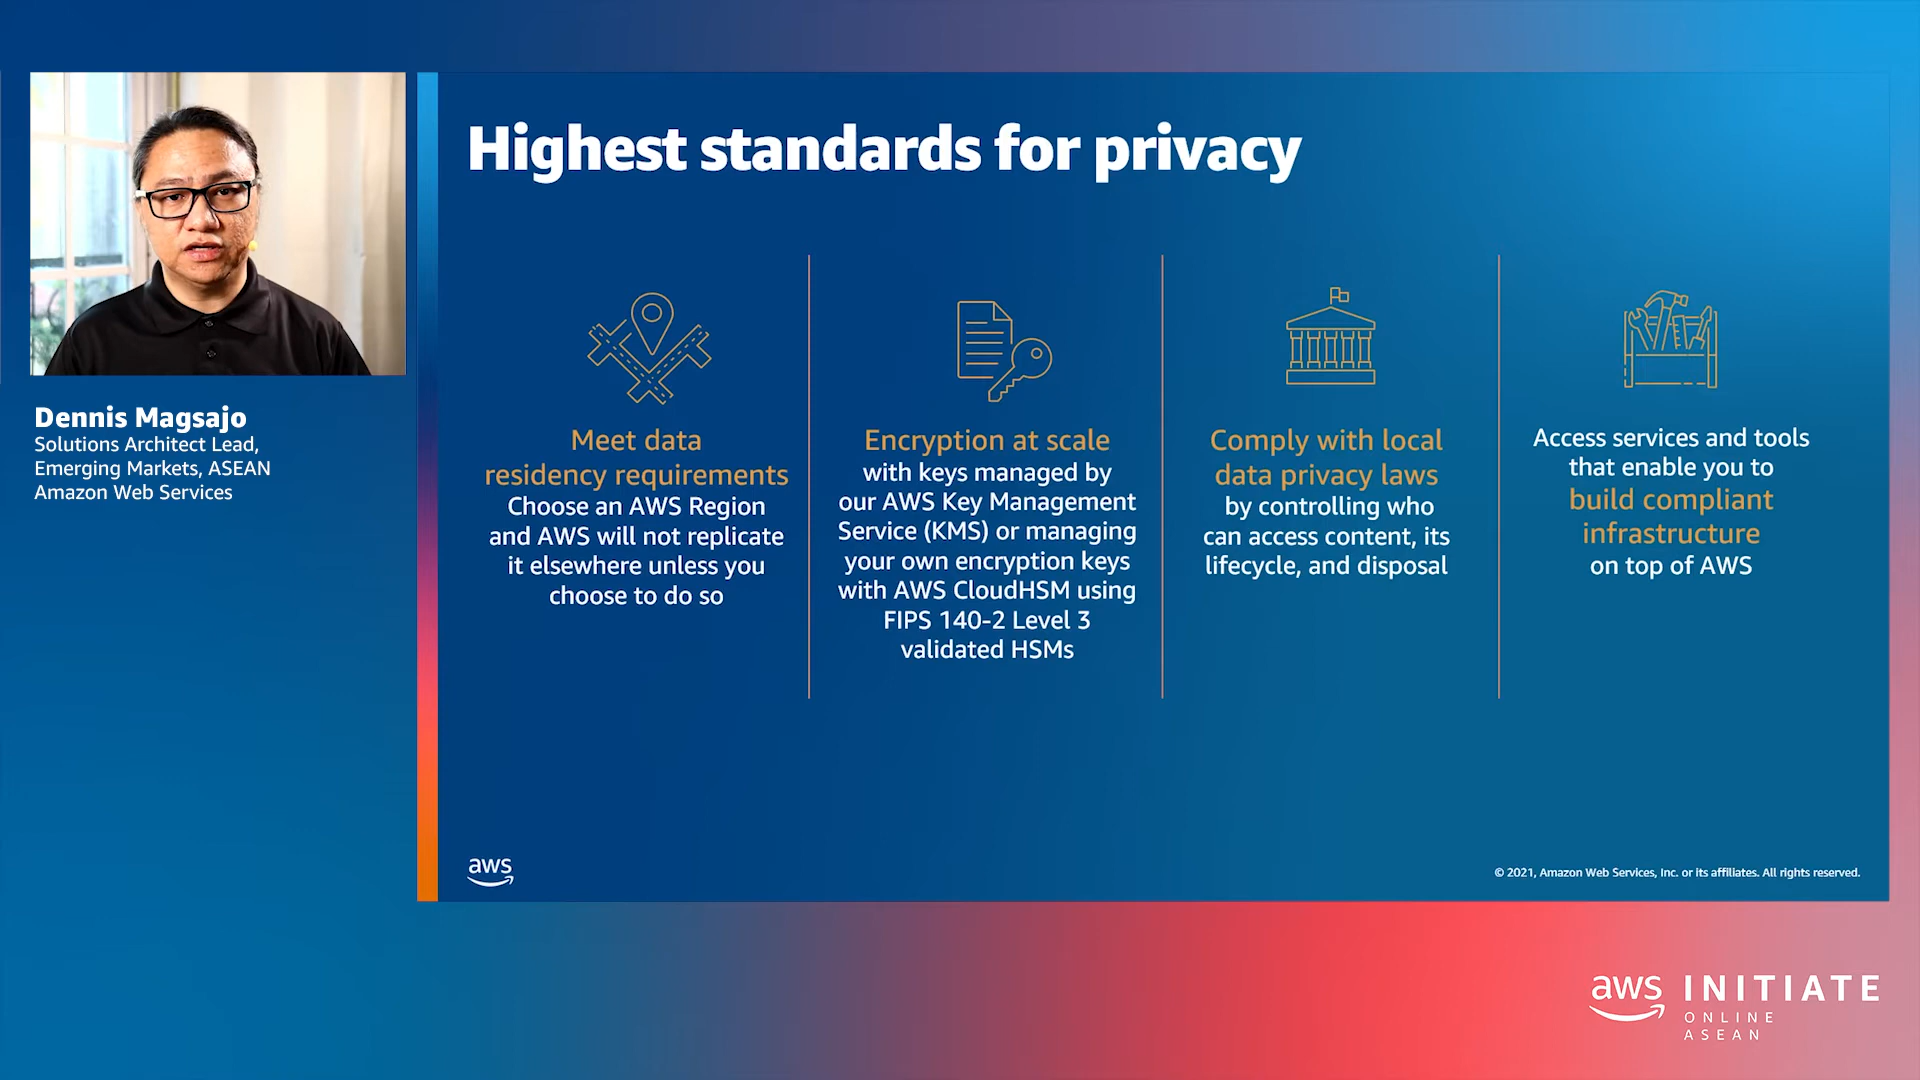 Highest standards for privacy
Dennis Magsajo
Solutions Architect Lead,
Emerging Markets, ASEAN
Amazon Web Services
Meet data
residency requirements
Choose an AWS Region
and AWS will not replicate
it elsewhere unless you
choose to do so
Encryption at scale
with keys managed by
our AWS Key Management
Service (KMS) or managing
your own encryption keys
with AWS CloudHSM using
FIPS 140-2 Level 3
validated HSMs
Comply with local
data privacy laws
by controlling who
can access content, its
lifecycle, and disposal
Access services and tools
that enable you to
build compliant
infrastructure
on top of AWS
aws
© 2021, Amazon Web Services, Inc. or its affiliates. All rights reserved.
aws INITIATE
ONLINE
ASEAN